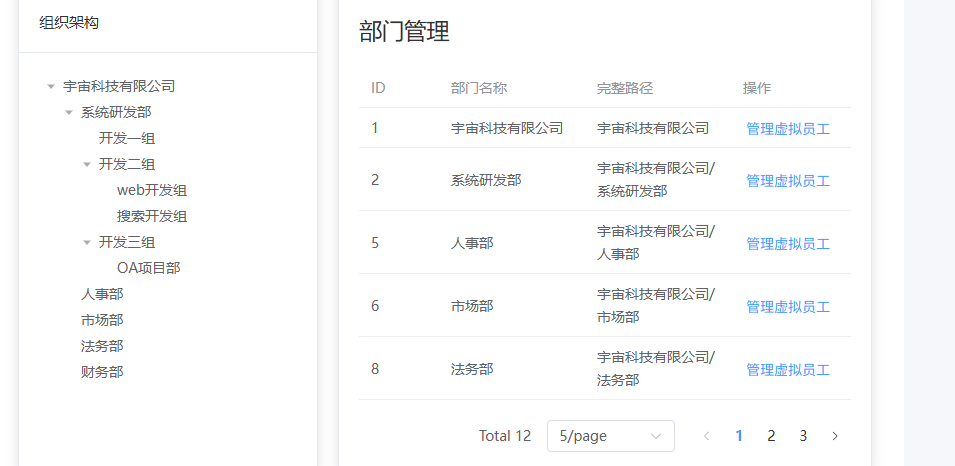 组织架构
宇宙科技有限公司
系统研发部
开发一组
开发二组
web开发组
搜索开发组
开发三组
OA项目部
人事部
市场部
法务部
财务部
部门管理
ID 部门名称 完整路径 操作
1 宇宙科技有限公司 宇宙科技有限公司 管理虚拟员工
2 系统研发部 宇宙科技有限公司/ 管理虚拟员工
系统研发部
5 人事部 宇宙科技有限公司/ 管理虚拟员工
人事部
6 市场部 宇宙科技有限公司/ 管理虚拟员工
市场部
8 法务部 宇宙科技有限公司/ 管理虚拟员工
法务部
Total 12 5/page 1 2 3